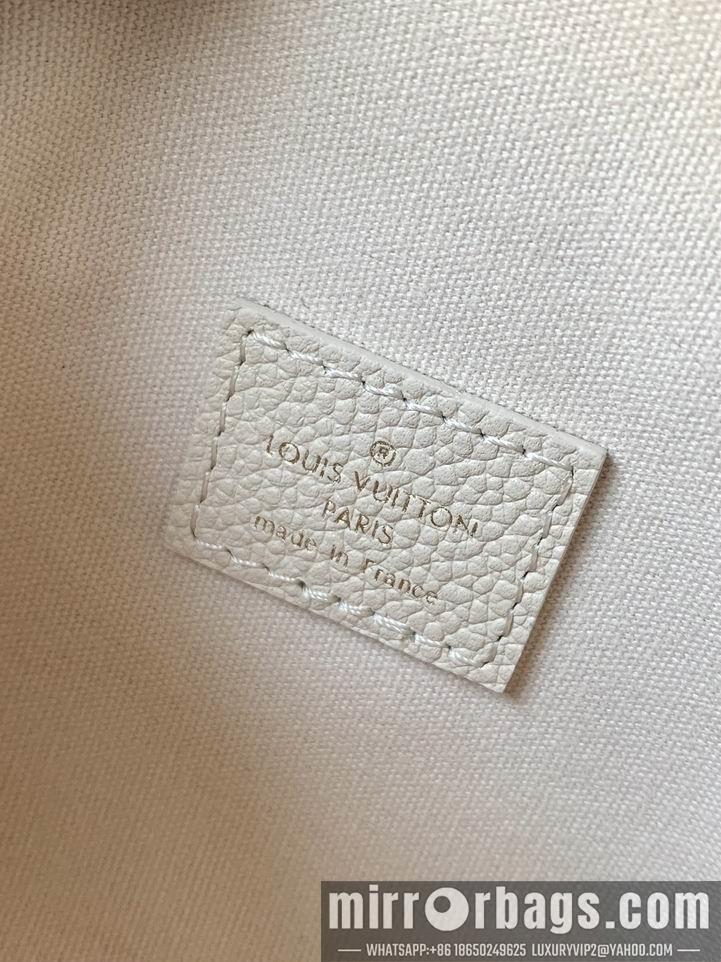 ®
LOUIS VUITTON
PARIS
made in France
mirrorbags.com
WHATSAPP:+86 18650249625 LUXURYVIP2@YAHOO.COM